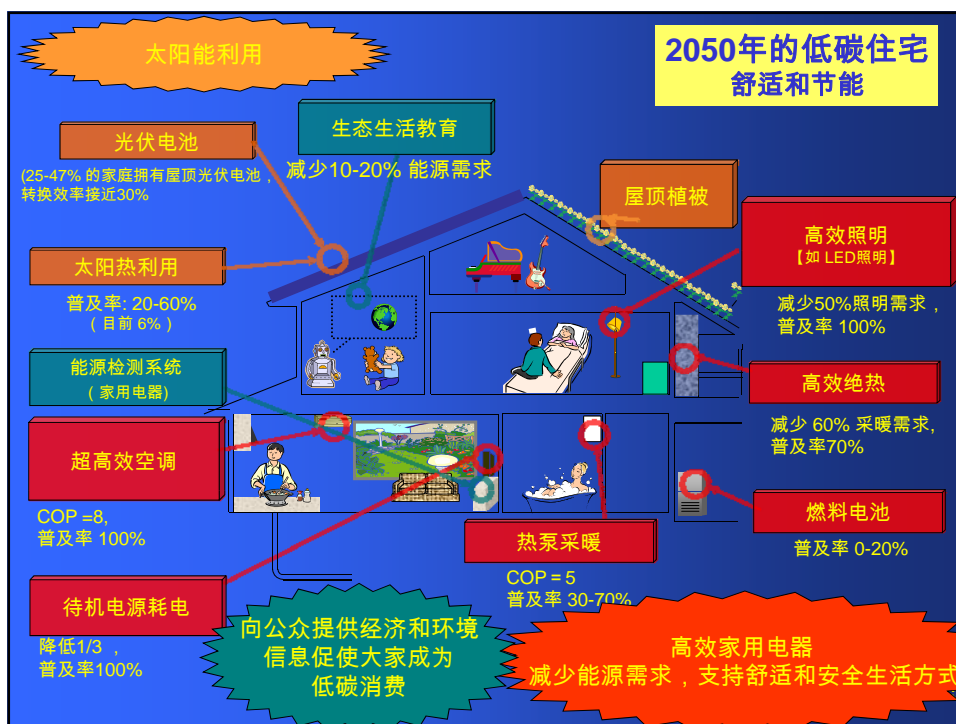 太阳能利用
2050年的低碳住宅
舒适和节能
光伏电池
(25-47% 的家庭拥有屋顶光伏电池，
转换效率接近30%
生态生活教育
减少10-20% 能源需求
屋顶植被
高效照明
【如 LED照明】
减少50%照明需求，
普及率 100%
太阳热利用
普及率: 20-60%
（目前 6%）
能源检测系统
（家用电器)
高效绝热
减少 60% 采暖需求,
普及率70%
超高效空调
COP =8,
普及率 100%
燃料电池
普及率 0-20%
热泵采暖
COP = 5
普及率 30-70%
待机电源耗电
降低1/3 ，
普及率100%
向公众提供经济和环境
信息促使大家成为
低碳消费
高效家用电器
减少能源需求，支持舒适和安全生活方式